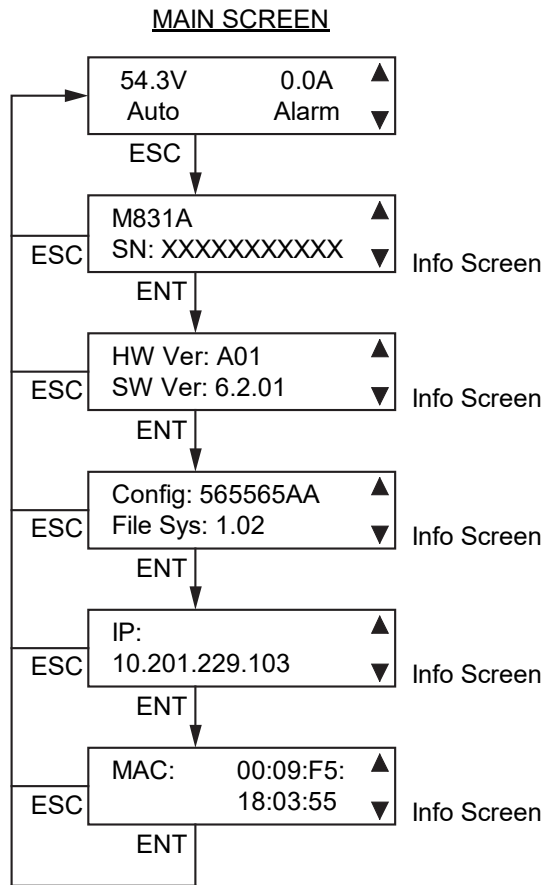 MAIN SCREEN
54.3V 0.0A
Auto Alarm
ESC
M831A
SN: XXXXXXXXXXX
ESC
Info Screen
ENT
HW Ver: A01
SW Ver: 6.2.01
ESC
Info Screen
ENT
Config: 565565AA
File Sys: 1.02
ESC
Info Screen
ENT
IP:
10.201.229.103
ESC
Info Screen
ENT
MAC: 00:09:F5:
18:03:55
ESC
Info Screen
ENT